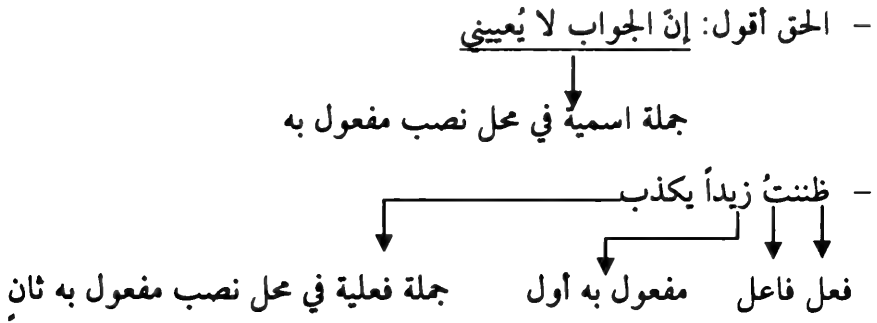 - الحق أقول: إنّ الجواب لا يُعييني
جملة اسمية في محل نصب مفعول به
- ظننتُ زيداً يكذب
فعل فاعل مفعول به أول جملة فعلية في محل نصب مفعول به ثانٍ